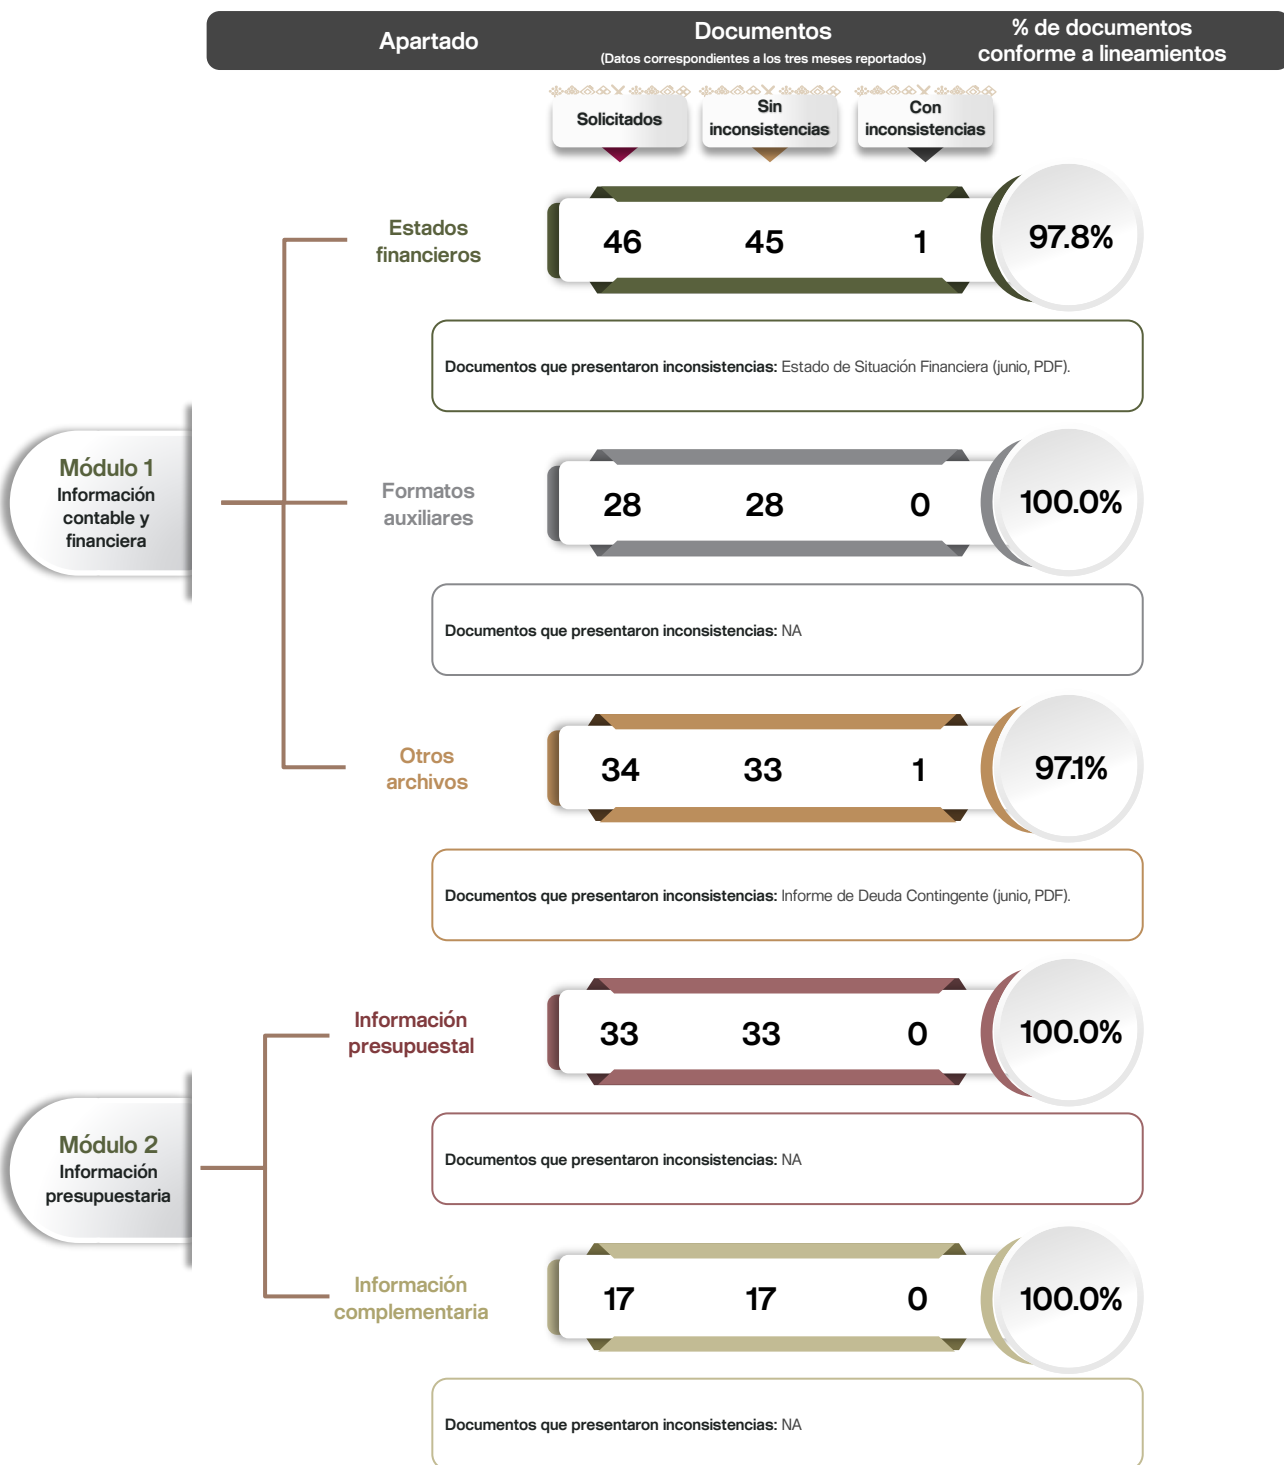 Apartado
Documentos
(Datos correspondientes a los tres meses reportados)
% de documentos
conforme a lineamientos
Solicitados
Sin
inconsistencias
Con
inconsistencias
Módulo 1
Información
contable y
financiera
Estados
financieros
46 45 1 97.8%
Documentos que presentaron inconsistencias: Estado de Situación Financiera (junio, PDF).
Formatos
auxiliares
28 28 0 100.0%
Documentos que presentaron inconsistencias: NA
Otros
archivos
34 33 1 97.1%
Documentos que presentaron inconsistencias: Informe de Deuda Contingente (junio, PDF).
Módulo 2
Información
presupuestaria
Información
presupuestal
33 33 0 100.0%
Documentos que presentaron inconsistencias: NA
Información
complementaria
17 17 0 100.0%
Documentos que presentaron inconsistencias: NA